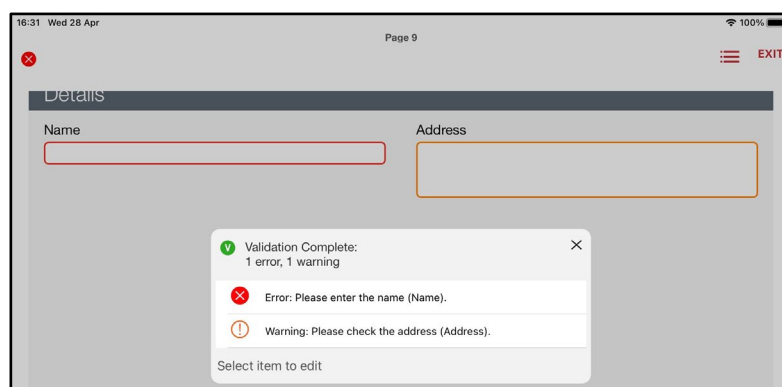 16:31 Wed 28 Apr
100%
Page 9
EXIT
Details
Name
Address
V
Validation Complete:
1 error, 1 warning
Error: Please enter the name (Name).
Warning: Please check the address (Address).
Select item to edit